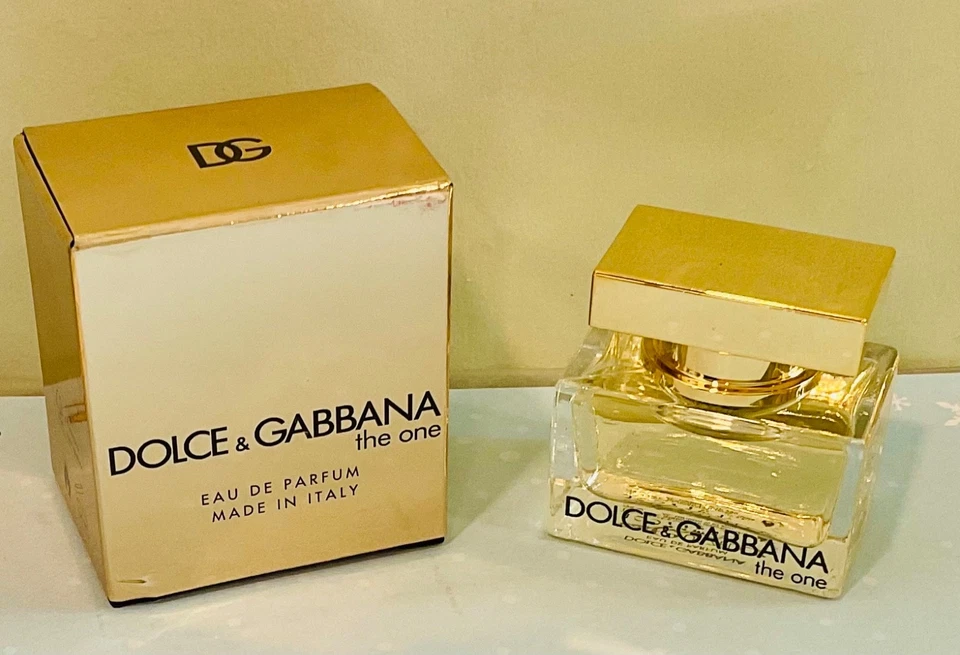 DG
DOLCE & GABBANA
the one
EAU DE PARFUM
MADE IN ITALY
DOLCE & GABBANA
the one